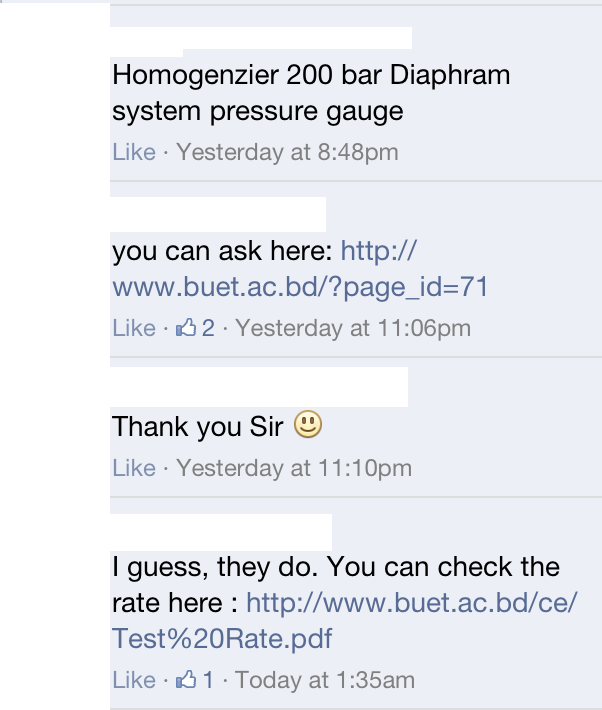 Homogenzier 200 bar Diaphram
system pressure gauge
Like · Yesterday at 8:48pm
you can ask here: http://
www.buet.ac.bd/?page_id=71
Like · 2 · Yesterday at 11:06pm
Thank you Sir
Like · Yesterday at 11:10pm
I guess, they do. You can check the
rate here : http://www.buet.ac.bd/ce/
Test%20Rate.pdf
Like · 1 · Today at 1:35am